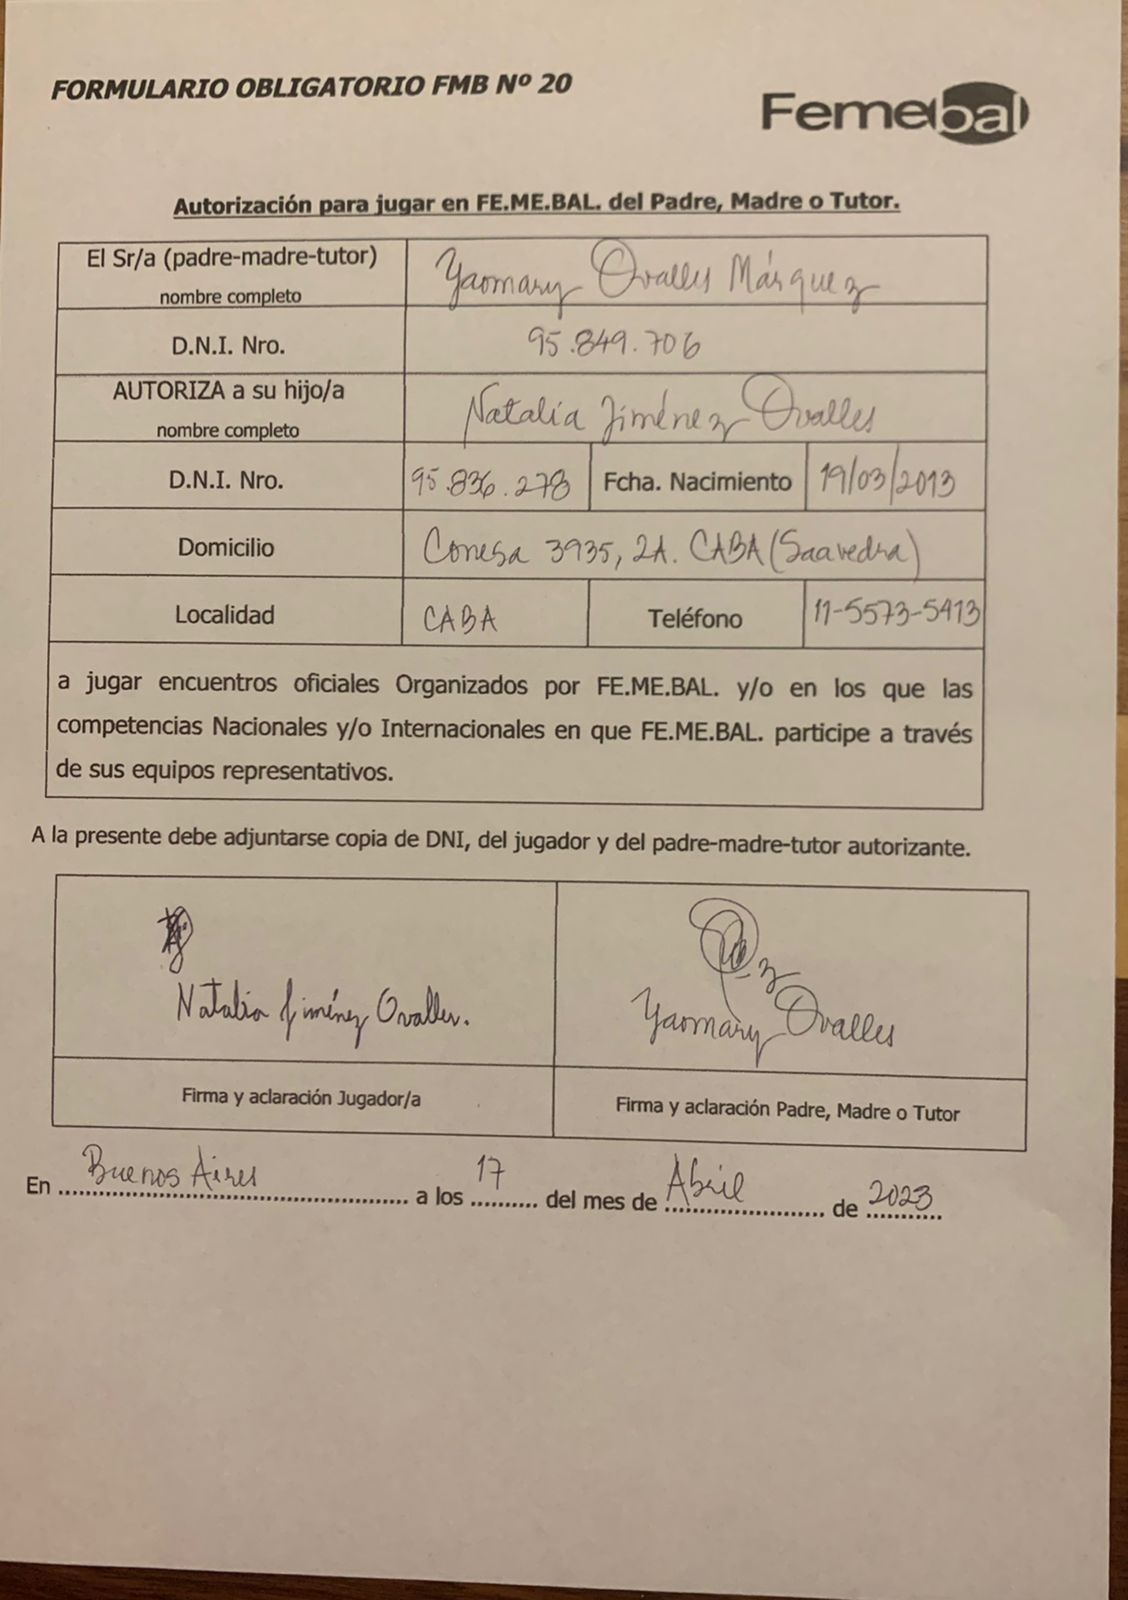 FORMULARIO OBLIGATORIO FMB Nº 20
Femebal
Autorización para jugar en FE.ME.BAL. del Padre, Madre o Tutor.
El Sr/a (padre-madre-tutor) nombre completo Yaomary Ovalles Márquez
D.N.I. Nro. 95.849.706
AUTORIZA a su hijo/a nombre completo Natalia Jiménez Ovalles
D.N.I. Nro. 95.836.278 Fcha. Nacimiento 19/03/2013
Domicilio Conesa 3935, 2A. CABA (Saavedra)
Localidad CABA Teléfono 11-5573-5413
a jugar encuentros oficiales Organizados por FE.ME.BAL. y/o en los que las
competencias Nacionales y/o Internacionales en que FE.ME.BAL. participe a través
de sus equipos representativos.
A la presente debe adjuntarse copia de DNI, del jugador y del padre-madre-tutor autorizante.
Natalia Jiménez Ovalles. Yaomary Ovalles
Firma y aclaración Jugador/a Firma y aclaración Padre, Madre o Tutor
En Buenos Aires a los 17 del mes de Abril de 2023